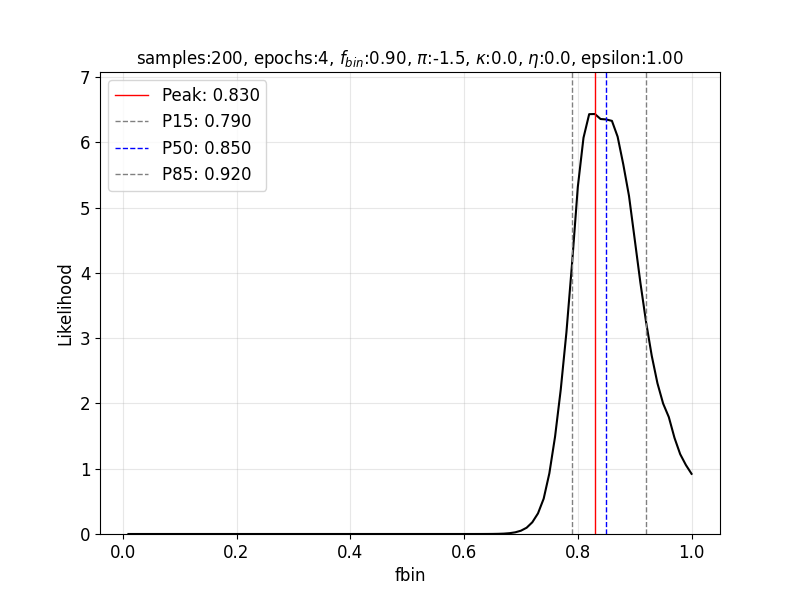 samples:200, epochs:4, f_bin:0.90, π:-1.5, κ:0.0, η:0.0, epsilon:1.00
Peak: 0.830
P15: 0.790
P50: 0.850
P85: 0.920
7
6
5
4
3
2
1
0
Likelihood
0.0 0.2 0.4 0.6 0.8 1.0
fbin